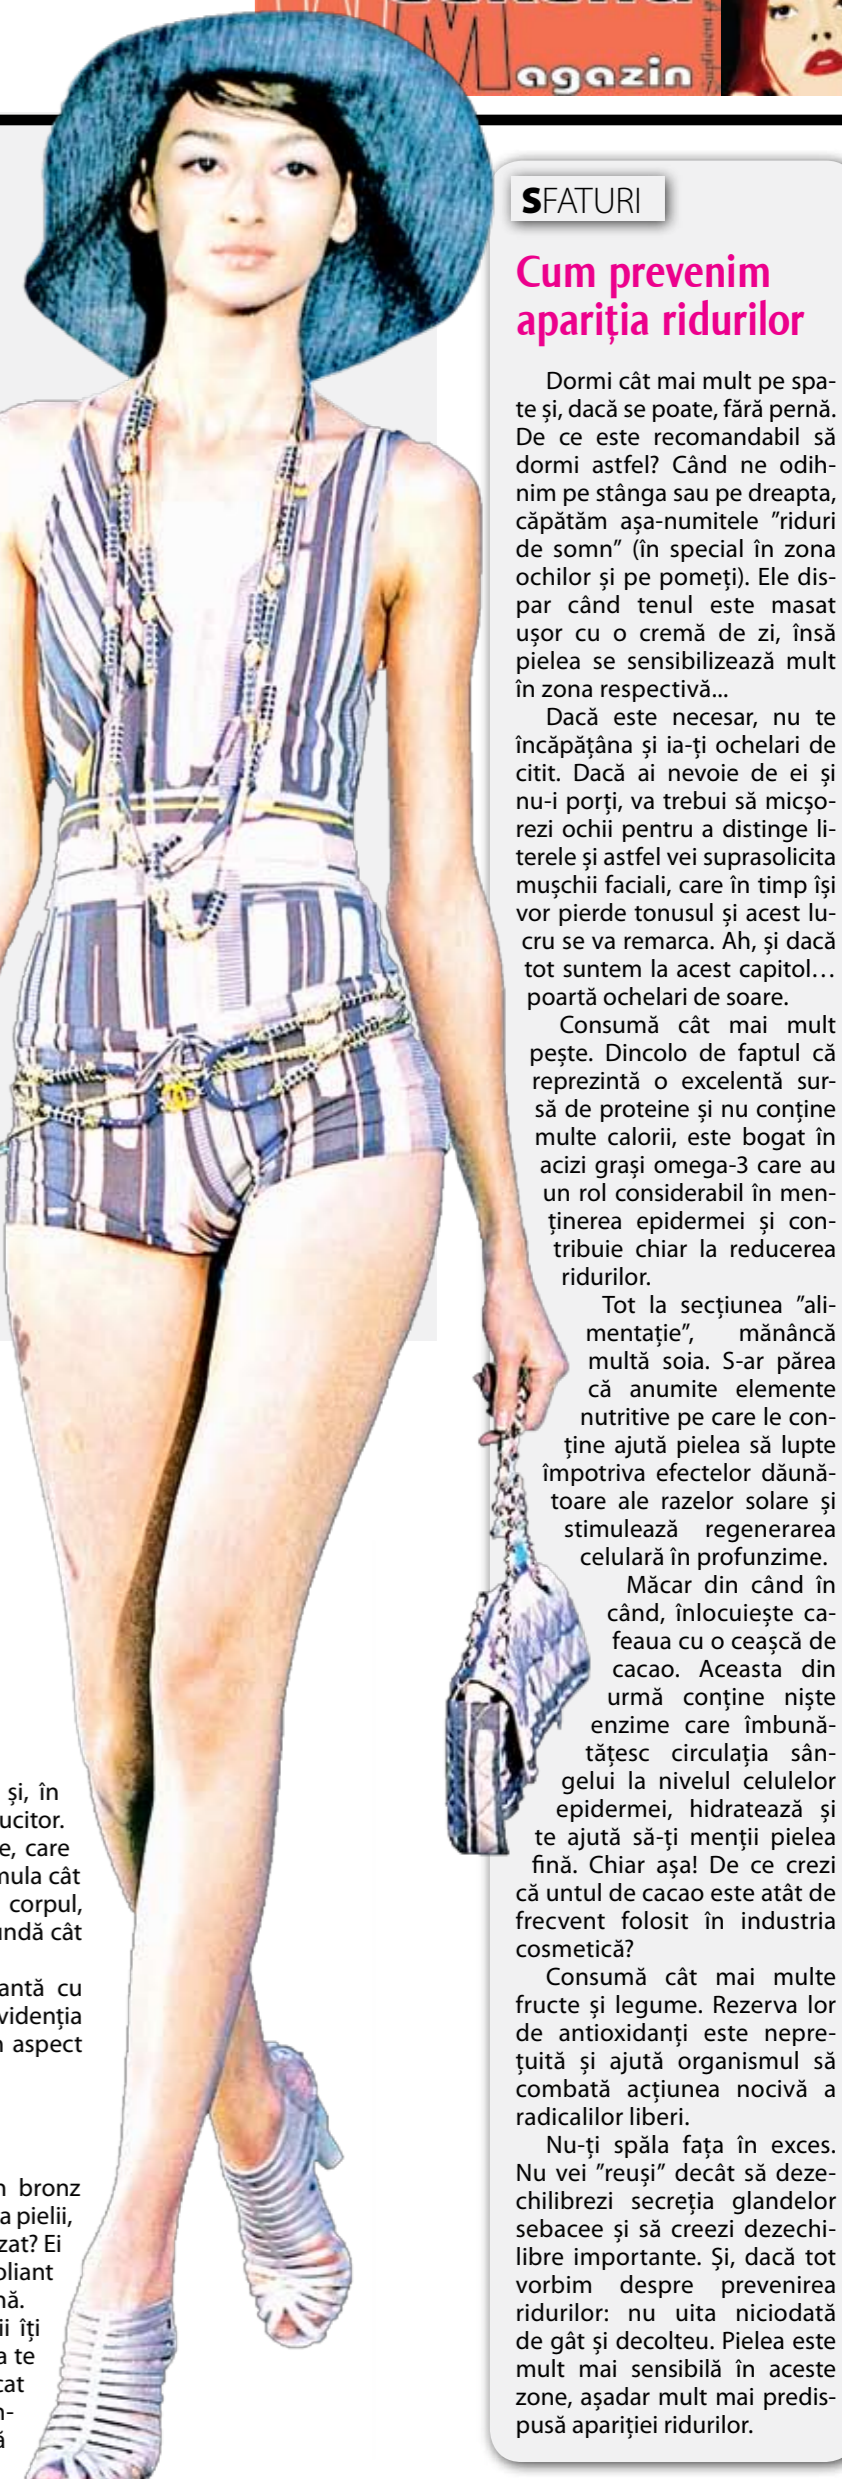 Magazin
Supliment
SFATURI
Cum prevenim
apariția ridurilor
Dormi cât mai mult pe spa-
te și, dacă se poate, fără pernă.
De ce este recomandabil să
dormi astfel? Când ne odih-
nim pe stânga sau pe dreapta,
căpătăm așa-numitele ”riduri
de somn” (în special în zona
ochilor și pe pomeți). Ele dis-
par când tenul este masat
ușor cu o cremă de zi, însă
pielea se sensibilizează mult
în zona respectivă...
Dacă este necesar, nu te
încăpățâna și ia-ți ochelari de
citit. Dacă ai nevoie de ei și
nu-i porți, va trebui să micșo-
rezi ochii pentru a distinge li-
terele și astfel vei suprasolicita
mușchii faciali, care în timp își
vor pierde tonusul și acest lu-
cru se va remarca. Ah, și dacă
tot suntem la acest capitol…
poartă ochelari de soare.
Consumă cât mai mult
pește. Dincolo de faptul că
reprezintă o excelentă sur-
să de proteine și nu conține
multe calorii, este bogat în
acizi grași omega-3 care au
un rol considerabil în men-
ținerea epidermei și con-
tribuie chiar la reducerea
ridurilor.
Tot la secțiunea ”ali-
mentație”, mănâncă
multă soia. S-ar părea
că anumite elemente
nutritive pe care le con-
ține ajută pielea să lupte
împotriva efectelor dăună-
toare ale razelor solare și
stimulează regenerarea
celulară în profunzime.
Măcar din când în
când, înlocuiește ca-
feaua cu o ceașcă de
cacao. Aceasta din
urmă conține niște
enzime care îmbună-
tățesc circulația sân-
gelui la nivelul celulelor
epidermei, hidratează și
te ajută să-ți menții pielea
fină. Chiar așa! De ce crezi
că untul de cacao este atât de
frecvent folosit în industria
cosmetică?
Consumă cât mai multe
fructe și legume. Rezerva lor
de antioxidanți este nepre-
țuită și ajută organismul să
combată acțiunea nocivă a
radicalilor liberi.
Nu-ți spăla fața în exces.
Nu vei ”reuși” decât să deze-
chilibrezi secreția glandelor
sebacee și să creezi dezechi-
libre importante. Și, dacă tot
vorbim despre prevenirea
ridurilor: nu uita niciodată
de gât și decolteu. Pielea este
mult mai sensibilă în aceste
zone, așadar mult mai predis-
pusă apariției ridurilor.
și, în
ucitor.
e, care
mula cât
corpul,
undă cât
antă cu
videnția
n aspect
n bronz
a pielii,
zat? Ei
oliant
nă.
ii îți
a te
cat
n-
ă